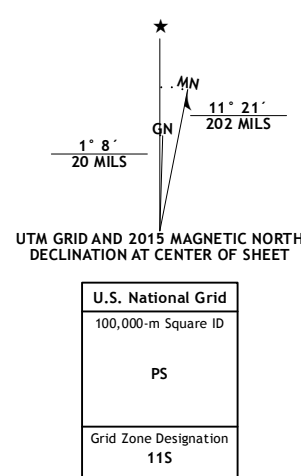 ★
MN
GN
11° 21´
202 MILS
1° 8´
20 MILS
UTM GRID AND 2015 MAGNETIC NORTH
DECLINATION AT CENTER OF SHEET
U.S. National Grid
100,000-m Square ID
PS
Grid Zone Designation
11S